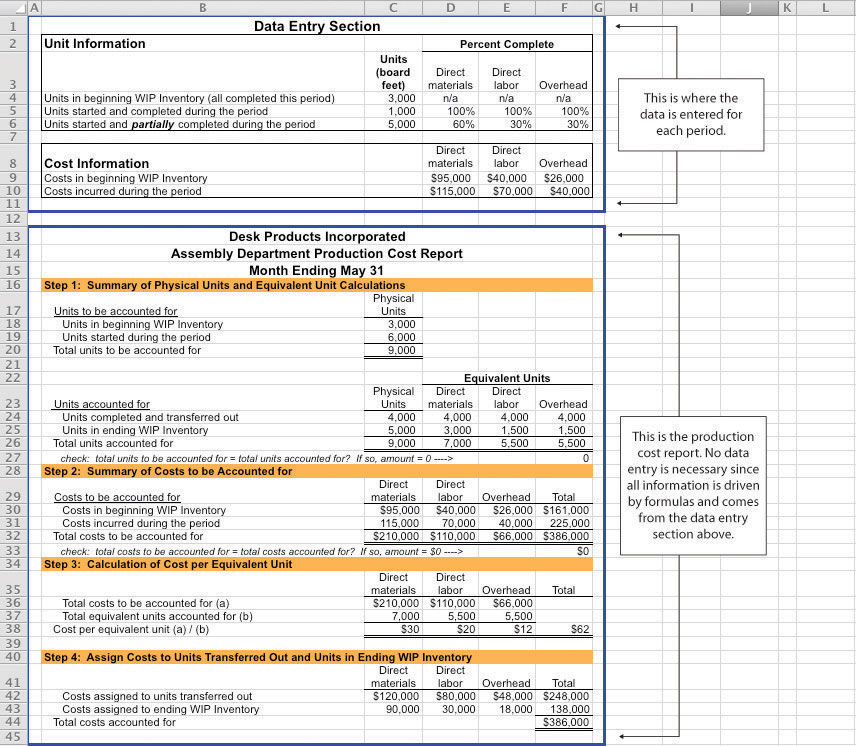 A B C D E F G H I J K L
1 Data Entry Section
2 Unit Information Percent Complete
Units
(board Direct Direct
3 feet) materials labor Overhead
4 Units in beginning WIP Inventory (all completed this period) 3,000 n/a n/a n/a
5 Units started and completed during the period 1,000 100% 100% 100%
6 Units started and partially completed during the period 5,000 60% 30% 30%
7
Direct Direct
8 Cost Information materials labor Overhead
9 Costs in beginning WIP Inventory $95,000 $40,000 $26,000
10 Costs incurred during the period $115,000 $70,000 $40,000
11
This is where the
data is entered for
each period.
12
13 Desk Products Incorporated
14 Assembly Department Production Cost Report
15 Month Ending May 31
16 Step 1: Summary of Physical Units and Equivalent Unit Calculations
Physical
17 Units to be accounted for Units
18 Units in beginning WIP Inventory 3,000
19 Units started during the period 6,000
20 Total units to be accounted for 9,000
21
22 Equivalent Units
Physical Direct Direct
23 Units accounted for Units materials labor Overhead
24 Units completed and transferred out 4,000 4,000 4,000 4,000
25 Units in ending WIP Inventory 5,000 3,000 1,500 1,500
26 Total units accounted for 9,000 7,000 5,500 5,500
27 check: total units to be accounted for = total units accounted for? If so, amount = 0 ----> 0
28 Step 2: Summary of Costs to be Accounted for
Direct Direct
29 Costs to be accounted for materials labor Overhead Total
30 Costs in beginning WIP Inventory $95,000 $40,000 $26,000 $161,000
31 Costs incurred during the period 115,000 70,000 40,000 225,000
32 Total costs to be accounted for $210,000 $110,000 $66,000 $386,000
33 check: total costs to be accounted for = total costs accounted for? If so, amount = $0 ----> $0
34 Step 3: Calculation of Cost per Equivalent Unit
Direct Direct
35 materials labor Overhead Total
36 Total costs to be accounted for (a) $210,000 $110,000 $66,000
37 Total equivalent units accounted for (b) 7,000 5,500 5,500
38 Cost per equivalent unit (a) / (b) $30 $20 $12 $62
39
40 Step 4: Assign Costs to Units Transferred Out and Units in Ending WIP Inventory
Direct Direct
41 materials labor Overhead Total
42 Costs assigned to units transferred out $120,000 $80,000 $48,000 $248,000
43 Costs assigned to ending WIP Inventory 90,000 30,000 18,000 138,000
44 Total costs accounted for $386,000
45
This is the production
cost report. No data
entry is necessary since
all information is driven
by formulas and comes
from the data entry
section above.